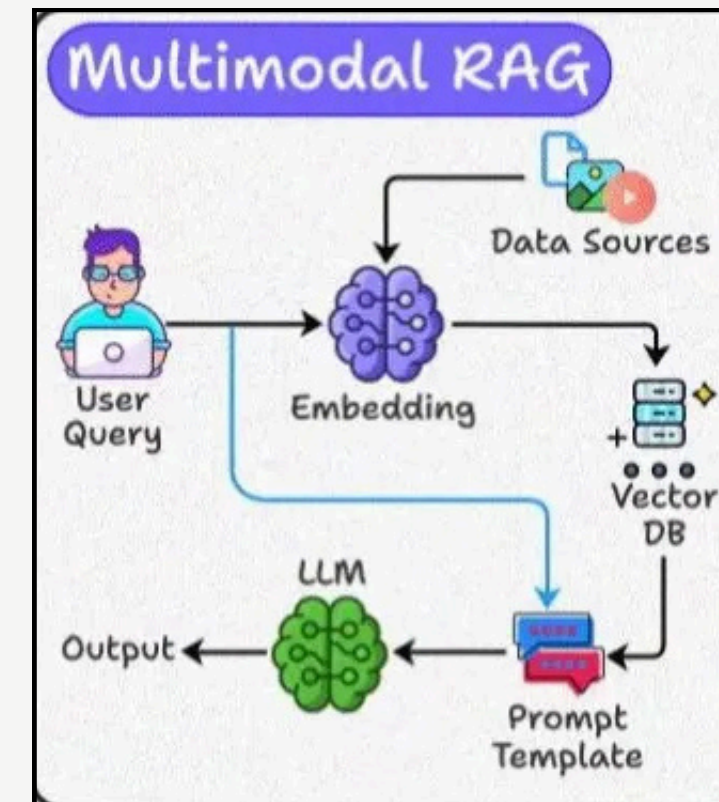 Multimodal RAG
Data Sources
User
Query
Embedding
Vector
DB
LLM
Output
Prompt
Template